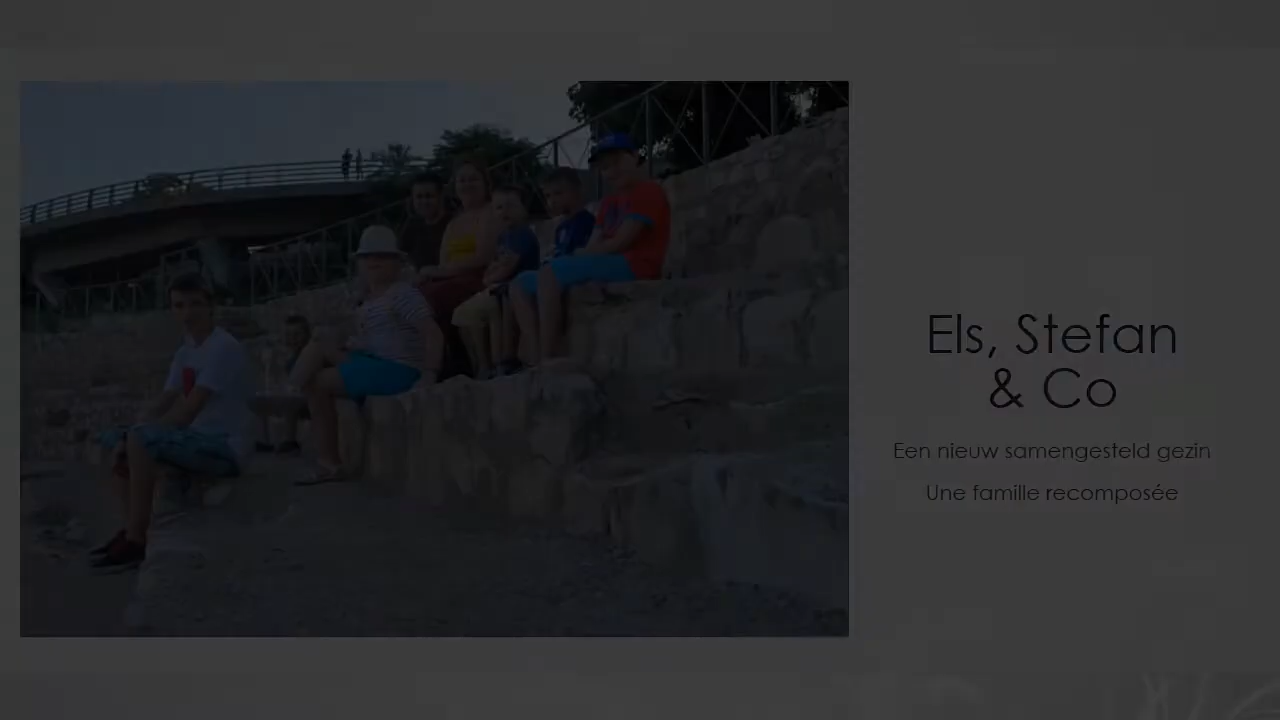 Els, Stefan
& Co
Een nieuw samengesteld gezin
Une famille recomposée